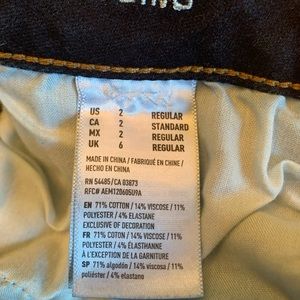 US 2 REGULAR
CA 2 STANDARD
MX 2 REGULAR
UK 6 REGULAR
MADE IN CHINA / FABRIQUÉ EN CHINE /
HECHO EN CHINA
RN 54485/CA 03873
RFC# AEM120605U9A
EN 71% COTTON / 14% VISCOSE / 11%
POLYESTER / 4% ELASTANE
EXCLUSIVE OF DECORATION
FR 71% COTON / 14% VISCOSE / 11%
POLYESTER / 4% ÉLASTHANNE
À L'EXCEPTION DE LA GARNITURE
SP 71% algodón / 14% viscosa / 11%
poliéster / 4% elastano